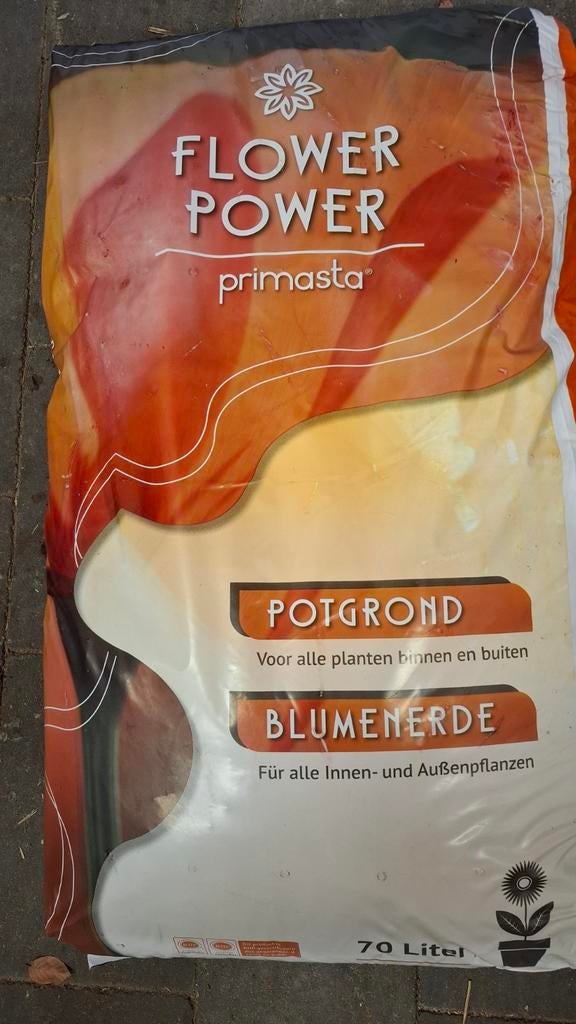 FLOWER
POWER
primasta®
POTGROND
Voor alle planten binnen en buiten
BLUMENERDE
Für alle Innen- und Außenpflanzen
70 Liter